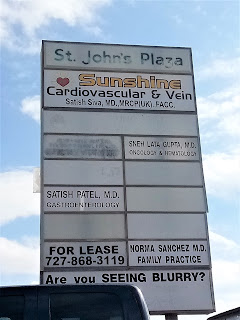 St. John's Plaza
Sunshine
Cardiovascular & Vein
Satish Siva, MD, MRCP(UK), FACC.
SNEH LATA GUPTA, M.D.
ONCOLOGY & HEMATOLOGY
SATISH PATEL, M.D.
GASTROENTEROLOGY
FOR LEASE
727-868-3119
NORMA SANCHEZ M.D.
FAMILY PRACTICE
Are you SEEING BLURRY?